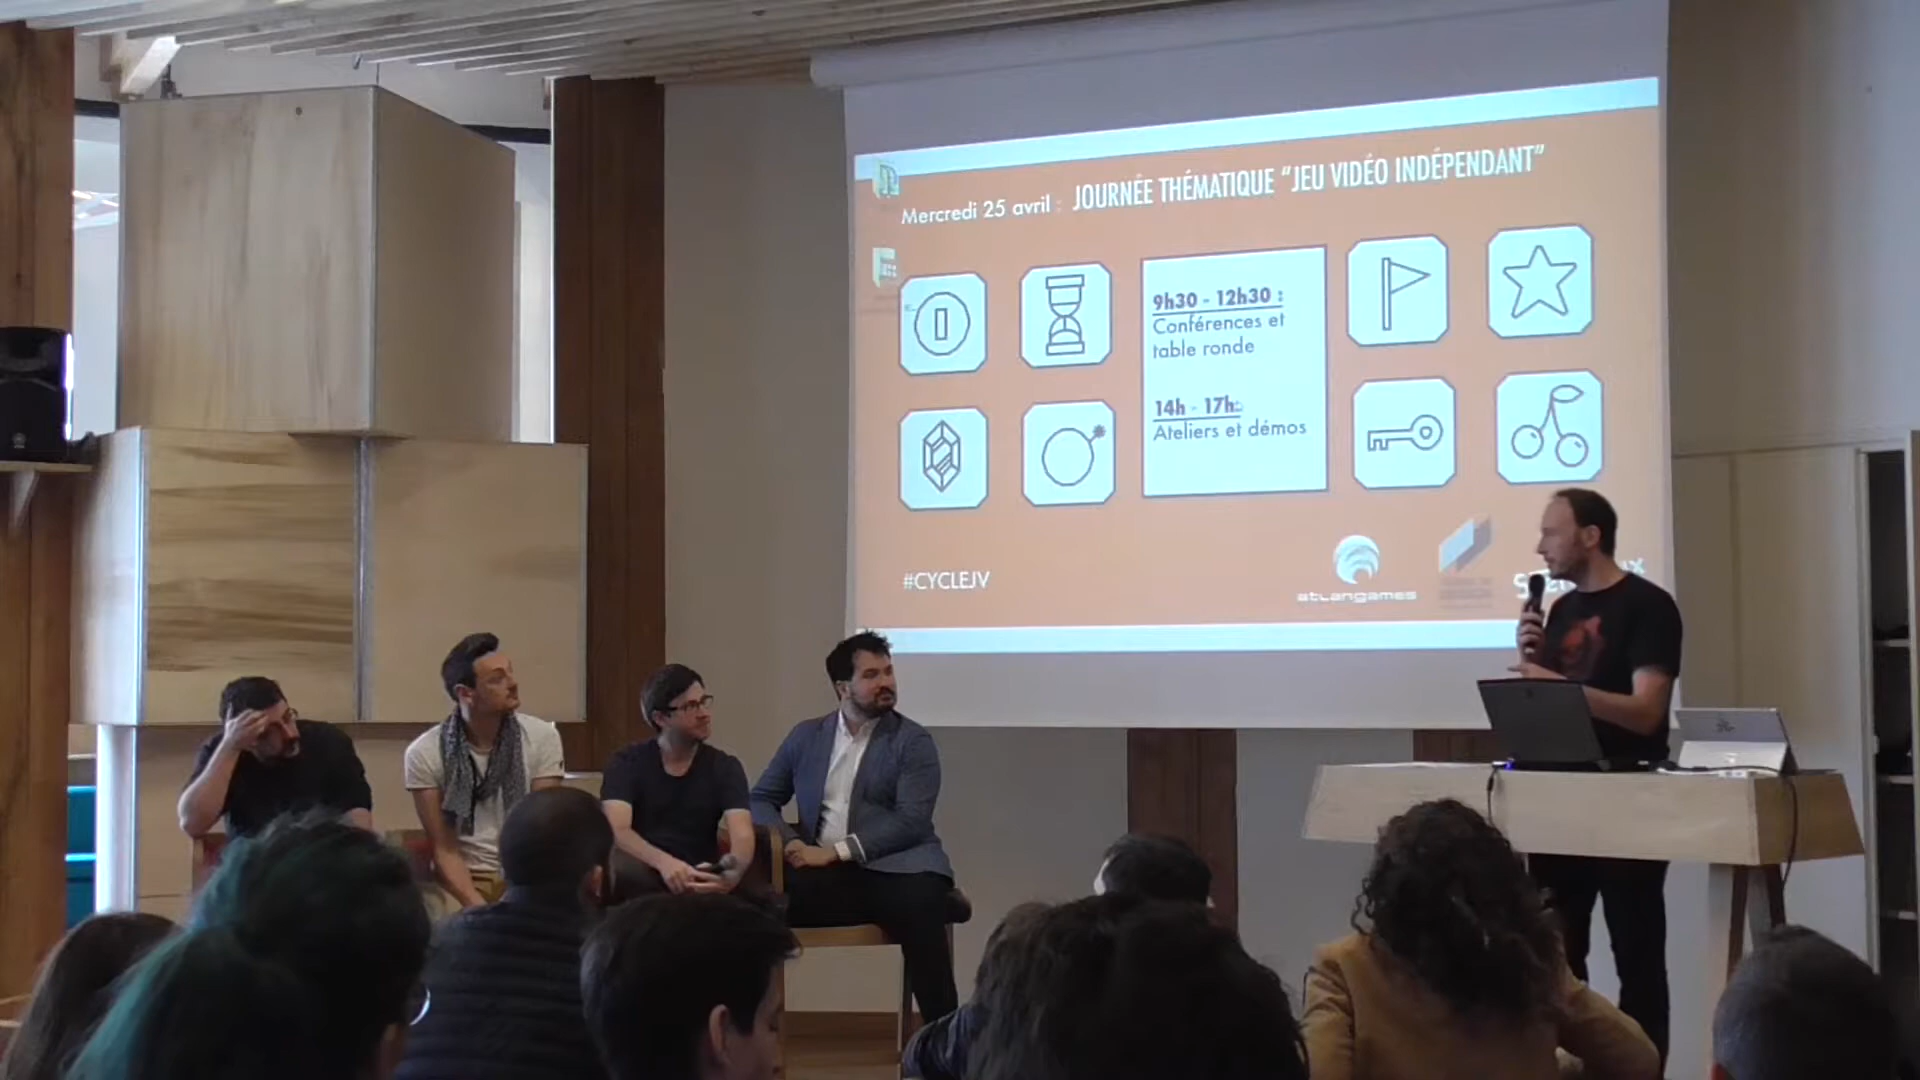 Mercredi 25 avril : JOURNÉE THÉMATIQUE “JEU VIDÉO INDÉPENDANT”
9h30 - 12h30 :
Conférences et
table ronde
14h - 17h:
Ateliers et démos
#CYCLEJV
atlangames